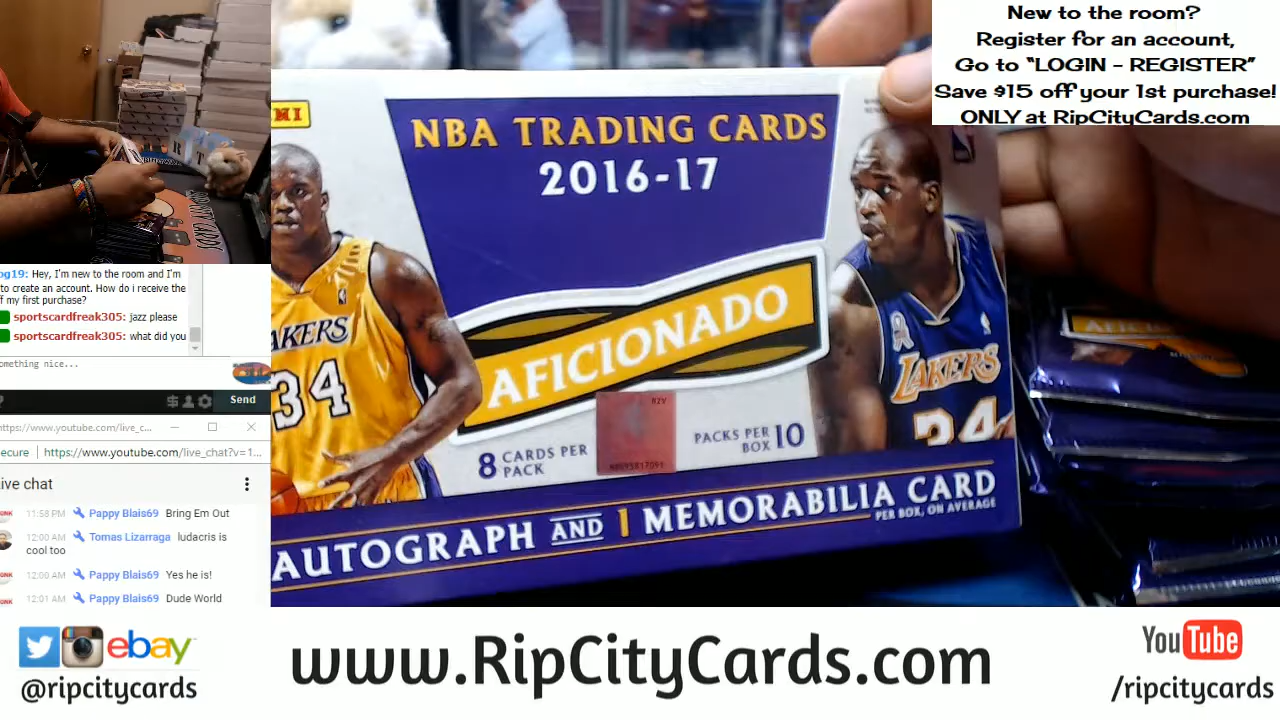 New to the room?
Register for an account,
Go to “LOGIN - REGISTER”
Save $15 off your 1st purchase!
ONLY at RipCityCards.com
NBA TRADING CARDS
2016-17
AFICIONADO
8 CARDS PER
PACK
PACKS PER
BOX 10
AUTOGRAPH AND 1 MEMORABILIA CARD
PER BOX, ON AVERAGE
LAKERS
34
AKERS
34
og19: Hey, I'm new to the room and I'm
to create an account. How do i receive the
f my first purchase?
sportscardfreak305: jazz please
sportscardfreak305: what did you
omething nice...
Send
https://www.youtube.com/live_c...
ecure https://www.youtube.com/live_chat?v=1...
ive chat
11:58 PM Pappy Blais69 Bring Em Out
12:00 AM Tomas Lizarraga ludacris is
cool too
12:00 AM Pappy Blais69 Yes he is!
12:01 AM Pappy Blais69 Dude World
ebay
@ripcitycards
www.RipCityCards.com
YouTube
/ripcitycards